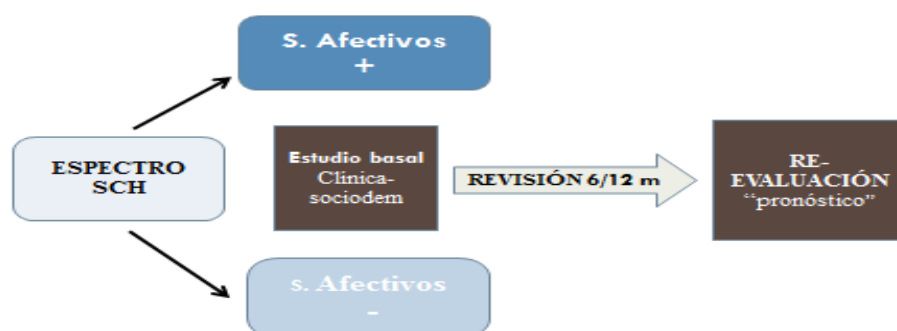 S. Afectivos
+
ESPECTRO
SCH
Estudio basal
Clínica-
sociodem
REVISIÓN 6/12 m
RE-
EVALUACIÓN
“pronóstico”
s. Afectivos
-